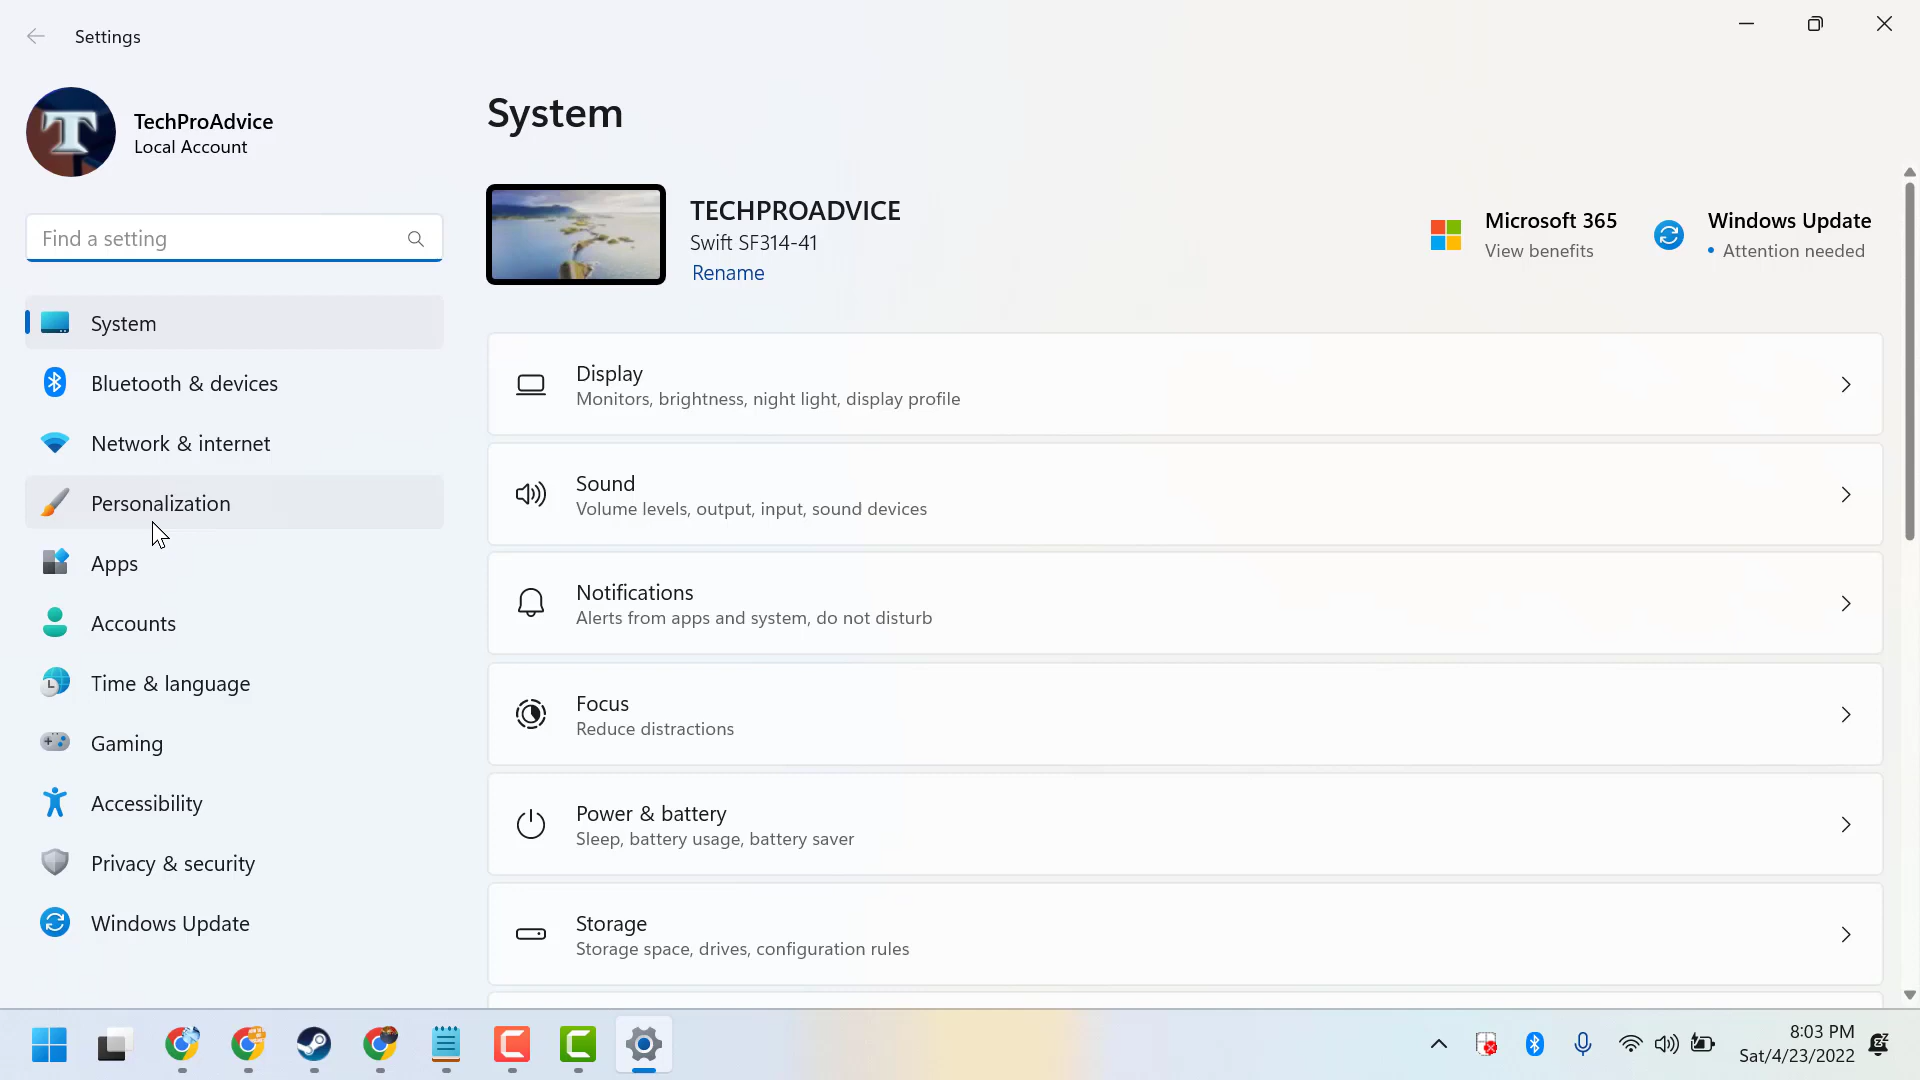 Settings
TechProAdvice
Local Account
Find a setting
System
Bluetooth & devices
Network & internet
Personalization
Apps
Accounts
Time & language
Gaming
Accessibility
Privacy & security
Windows Update
System
TECHPROADVICE
Swift SF314-41
Rename
Microsoft 365
View benefits
Windows Update
• Attention needed
Display
Monitors, brightness, night light, display profile
Sound
Volume levels, output, input, sound devices
Notifications
Alerts from apps and system, do not disturb
Focus
Reduce distractions
Power & battery
Sleep, battery usage, battery saver
Storage
Storage space, drives, configuration rules
8:03 PM
Sat/4/23/2022